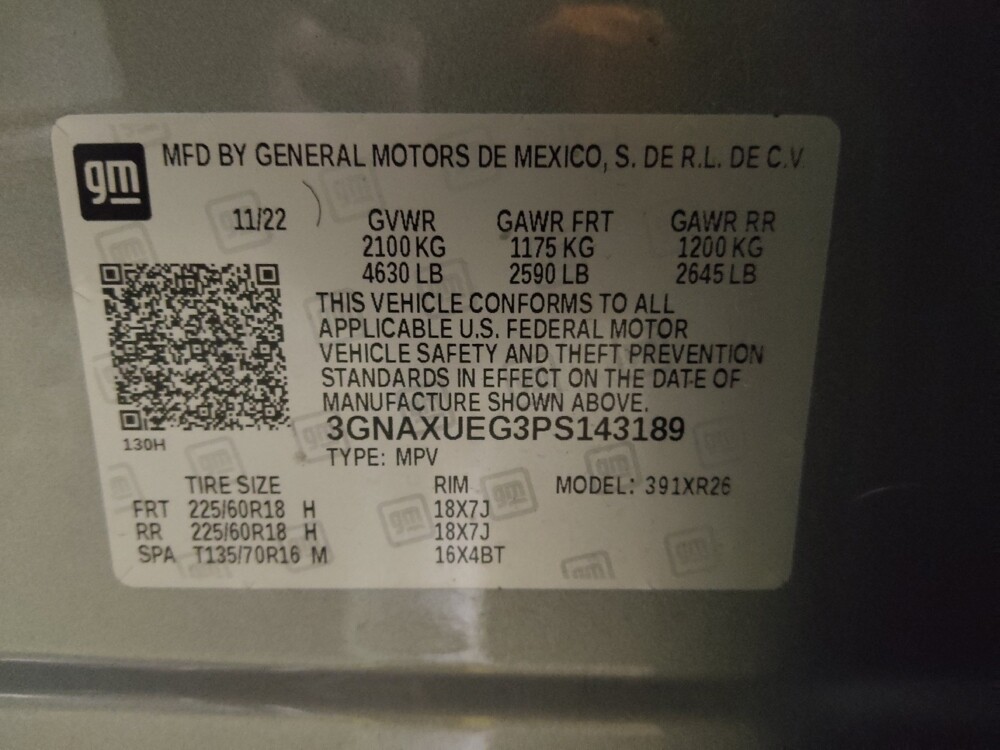 gm
MFD BY GENERAL MOTORS DE MEXICO, S. DE R.L. DE C.V
11/22 GVWR GAWR FRT GAWR RR
2100 KG 1175 KG 1200 KG
4630 LB 2590 LB 2645 LB
THIS VEHICLE CONFORMS TO ALL
APPLICABLE U.S. FEDERAL MOTOR
VEHICLE SAFETY AND THEFT PREVENTION
STANDARDS IN EFFECT ON THE DATE OF
MANUFACTURE SHOWN ABOVE.
3GNAXUEG3PS143189
130H
TYPE: MPV
TIRE SIZE RIM MODEL: 391XR26
FRT 225/60R18 H 18X7J
RR 225/60R18 H 18X7J
SPA T135/70R16 M 16X4BT